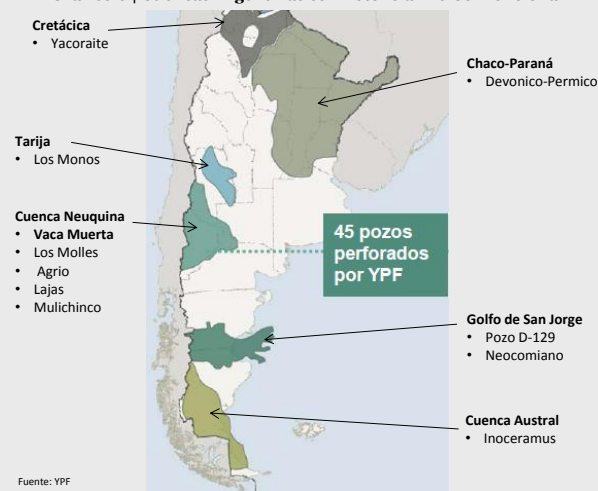 Cretácica
• Yacoraite
Chaco-Paraná
• Devonico-Permico
Tarija
• Los Monos
Cuenca Neuquina
• Vaca Muerta
• Los Molles
• Agrio
• Lajas
• Mulichinco
45 pozos
perforados
por YPF
Golfo de San Jorge
• Pozo D-129
• Neocomiano
Cuenca Austral
• Inoceramus
Fuente: YPF